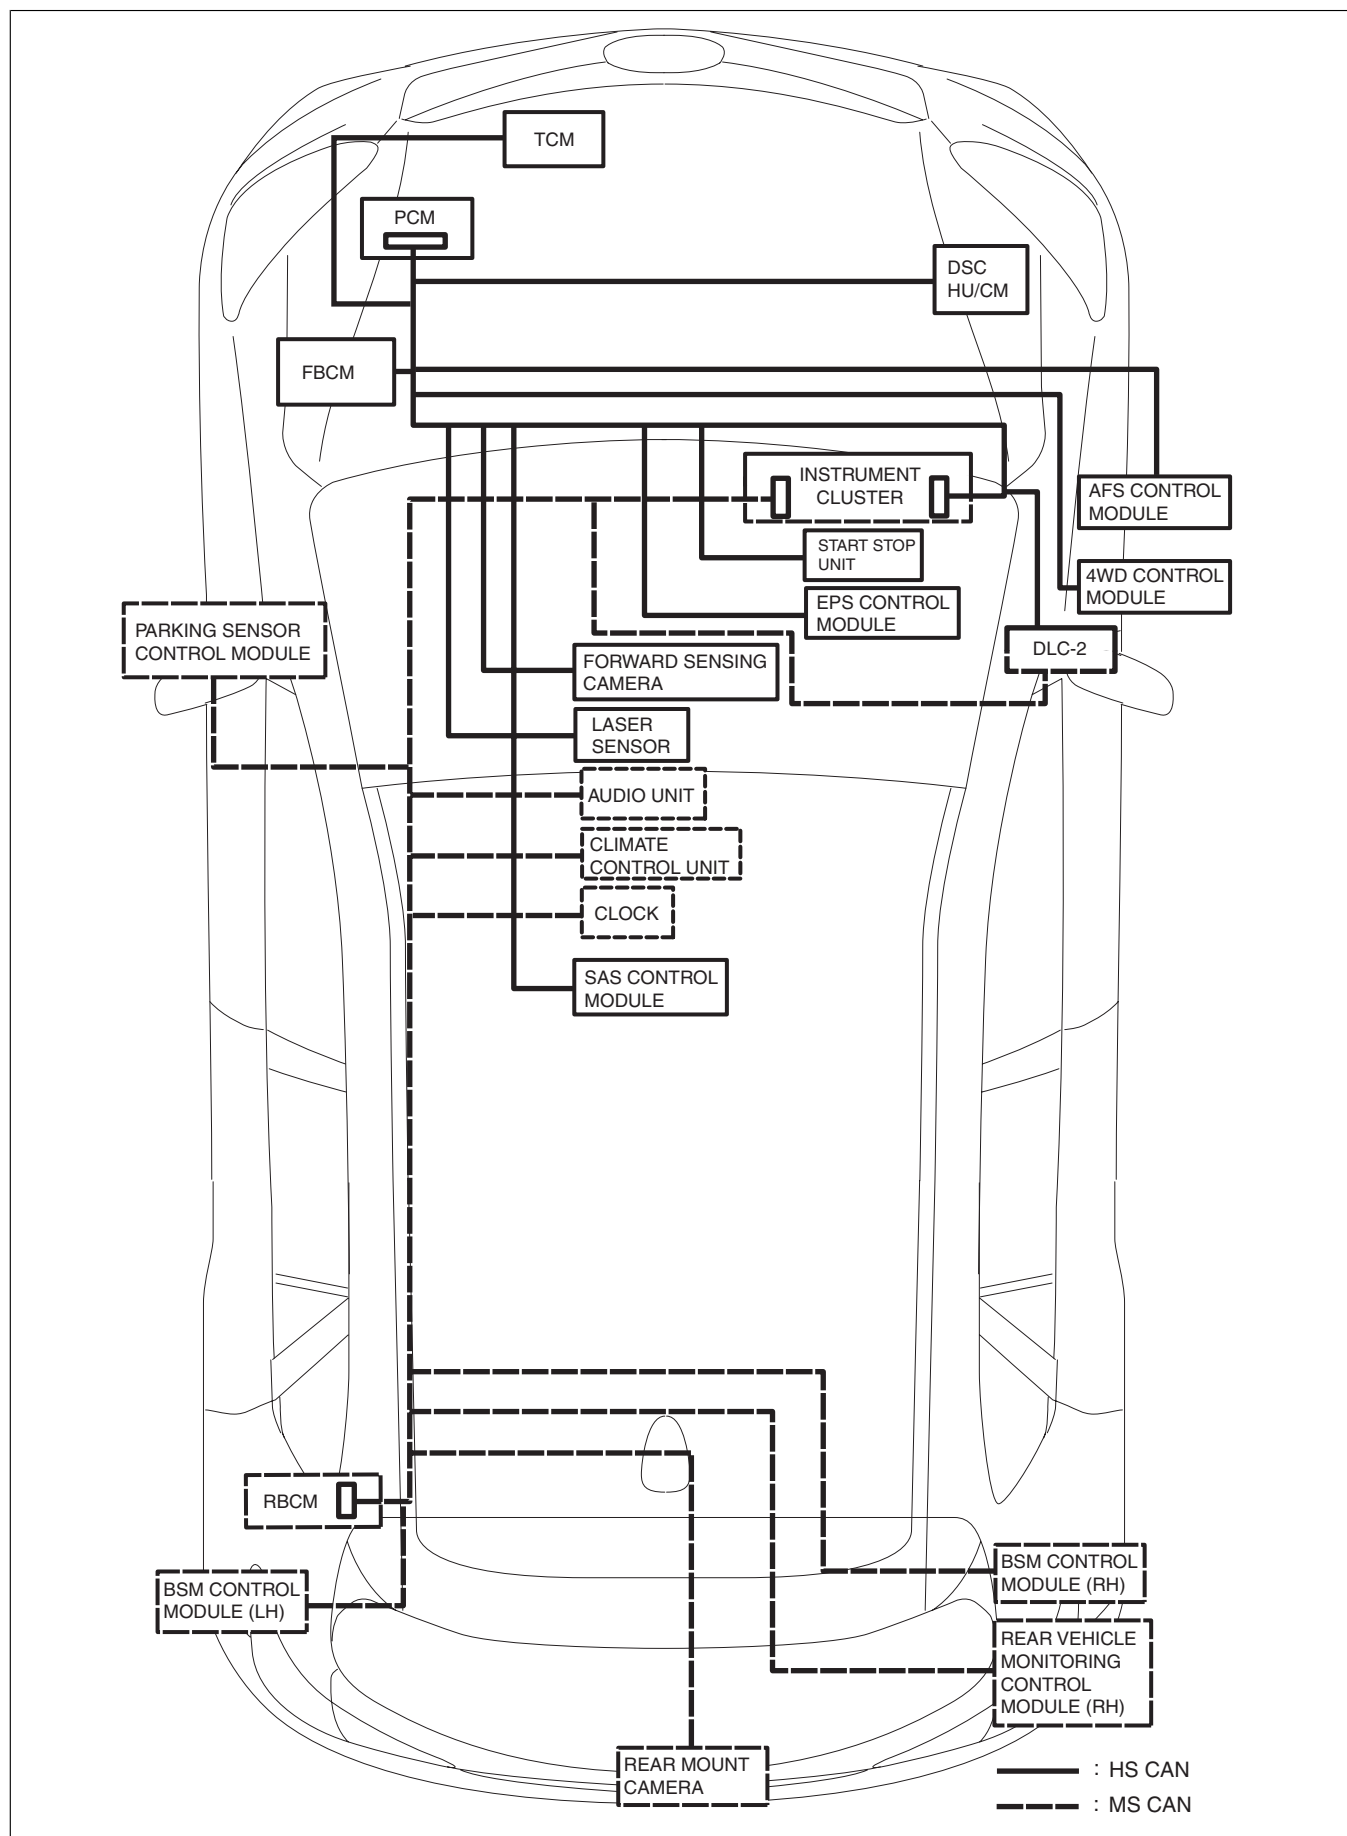 TCM
PCM
DSC
HU/CM
FBCM
INSTRUMENT
CLUSTER
AFS CONTROL
MODULE
START STOP
UNIT
4WD CONTROL
MODULE
EPS CONTROL
MODULE
PARKING SENSOR
CONTROL MODULE
DLC-2
FORWARD SENSING
CAMERA
LASER
SENSOR
AUDIO UNIT
CLIMATE
CONTROL UNIT
CLOCK
SAS CONTROL
MODULE
RBCM
BSM CONTROL
MODULE (LH)
BSM CONTROL
MODULE (RH)
REAR VEHICLE
MONITORING
CONTROL
MODULE (RH)
REAR MOUNT
CAMERA
: HS CAN
: MS CAN